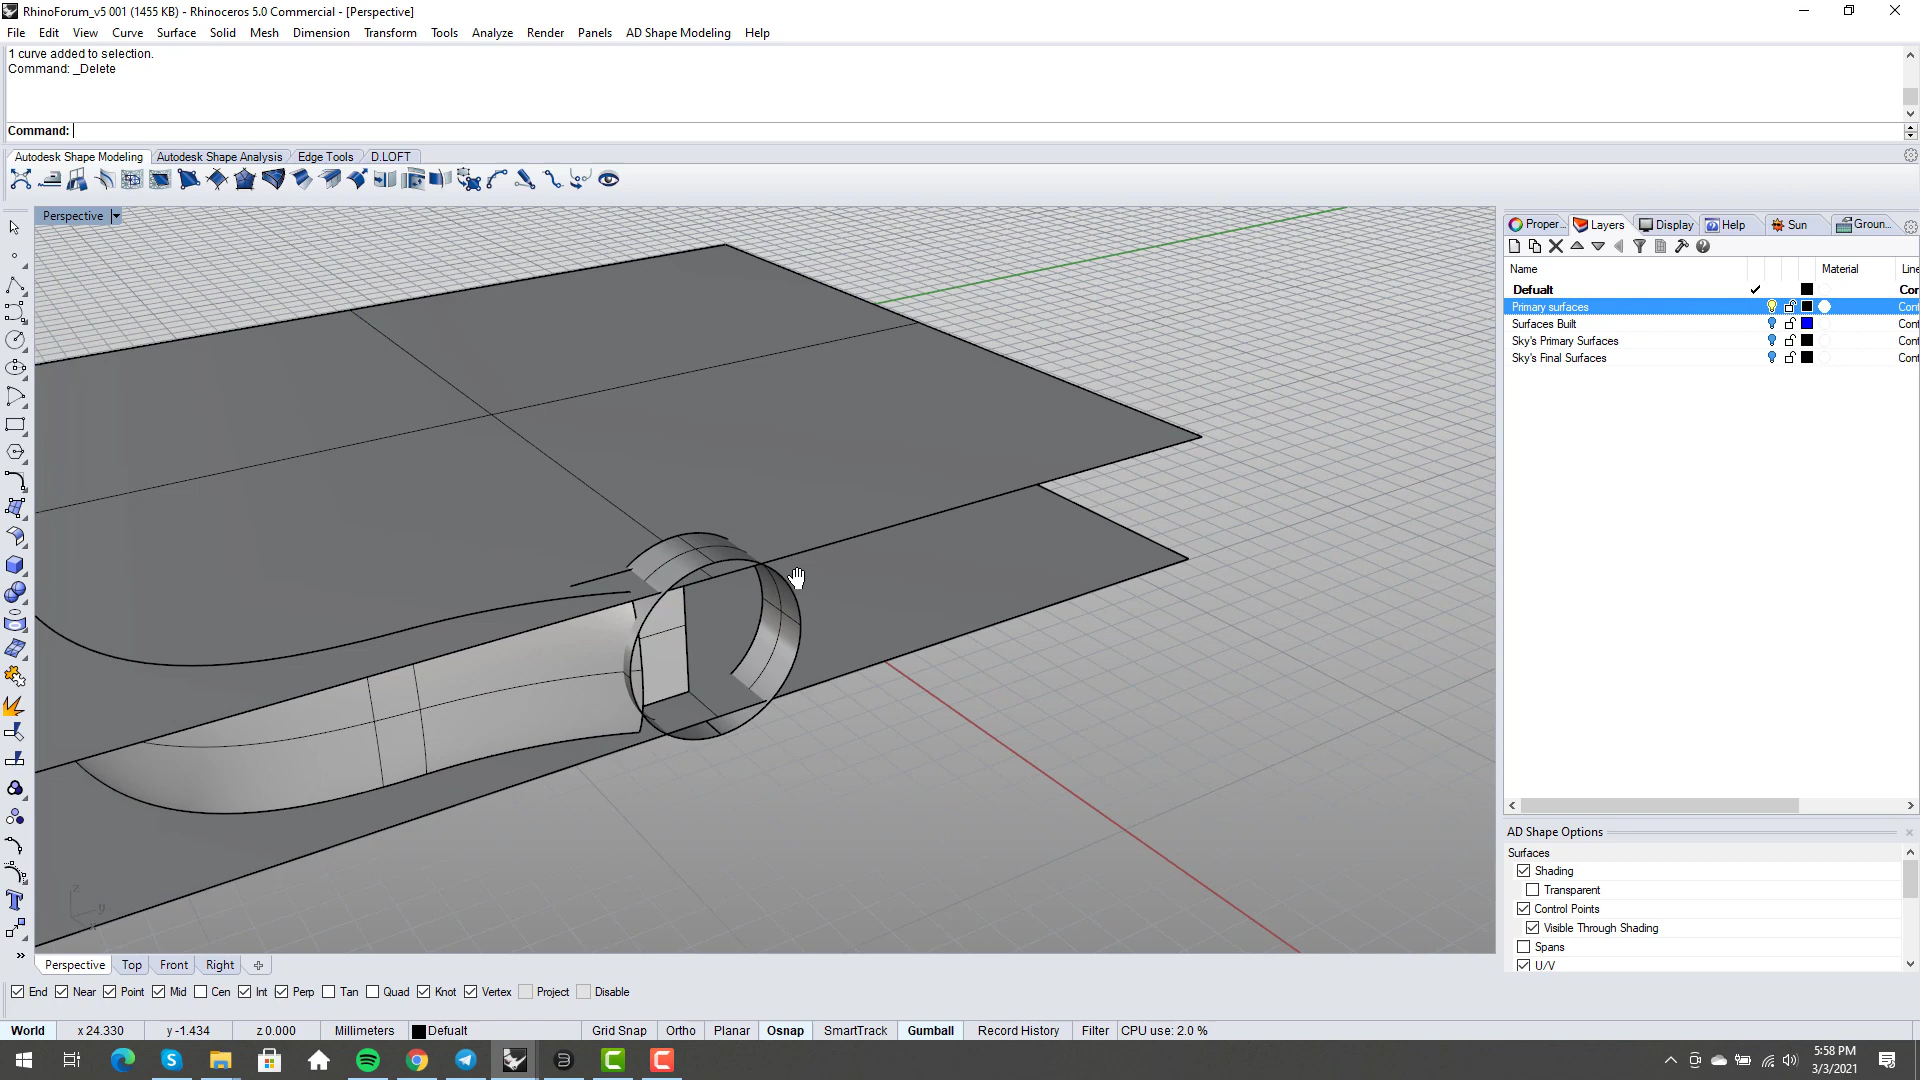 RhinoForum_v5 001 (1455 KB) - Rhinoceros 5.0 Commercial - [Perspective]
File Edit View Curve Surface Solid Mesh Dimension Transform Tools Analyze Render Panels AD Shape Modeling Help
1 curve added to selection.
Command: _Delete
Command:
Autodesk Shape Modeling Autodesk Shape Analysis Edge Tools D.LOFT
Perspective
Proper... Layers Display Help Sun Groun...
Name Material Line
Defualt Cor
Primary surfaces Cont
Surfaces Built Cont
Sky's Primary Surfaces Cont
Sky's Final Surfaces Cont
AD Shape Options
Surfaces
Shading
Transparent
Control Points
Visible Through Shading
Spans
U/V
z
y
x
Perspective Top Front Right
End Near Point Mid Cen Int Perp Tan Quad Knot Vertex Project Disable
World x 24.330 y -1.434 z 0.000 Millimeters Defualt Grid Snap Ortho Planar Osnap SmartTrack Gumball Record History Filter CPU use: 2.0 %
5:58 PM
3/3/2021